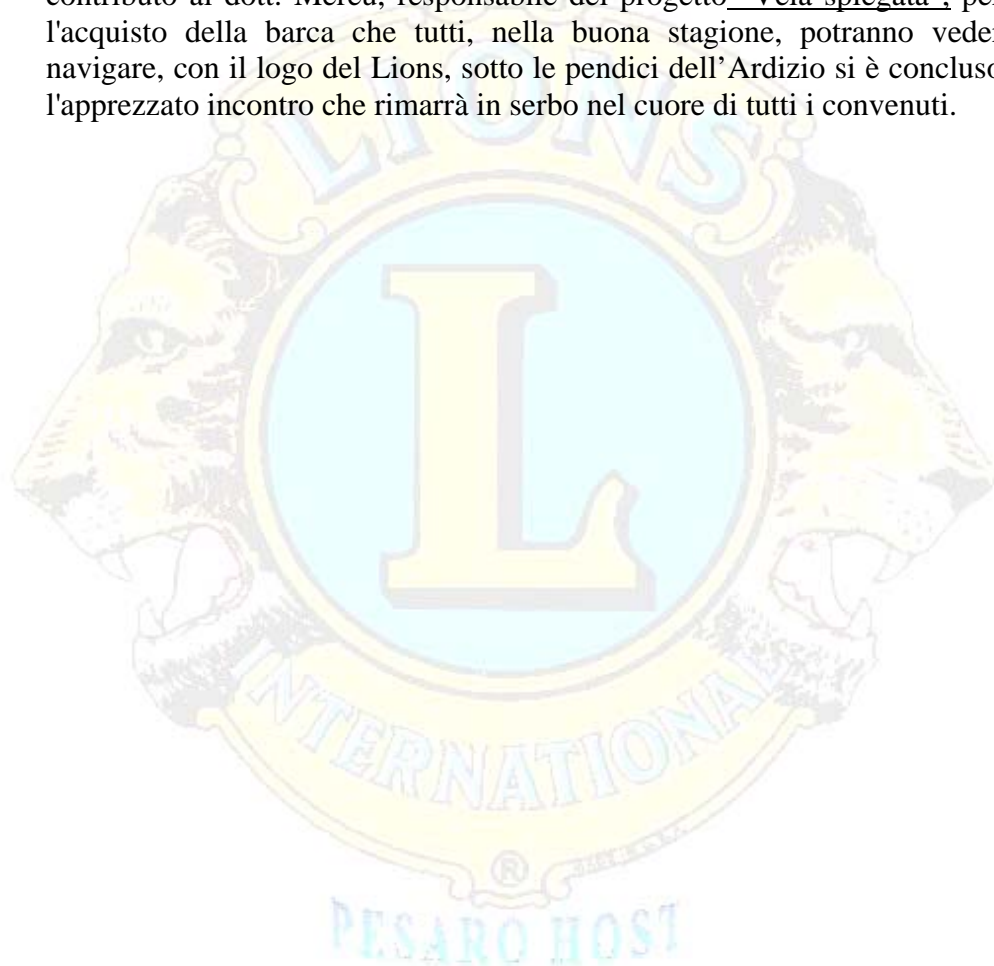 contributo al dott. Mercù, responsabile del progetto "Vela spiegata", per
l'acquisto della barca che tutti, nella buona stagione, potranno veder
navigare, con il logo del Lions, sotto le pendici dell’Ardizio si è concluso
l'apprezzato incontro che rimarrà in serbo nel cuore di tutti i convenuti.
LIONS
L
INTERNATIONAL
®
PESARO HOST